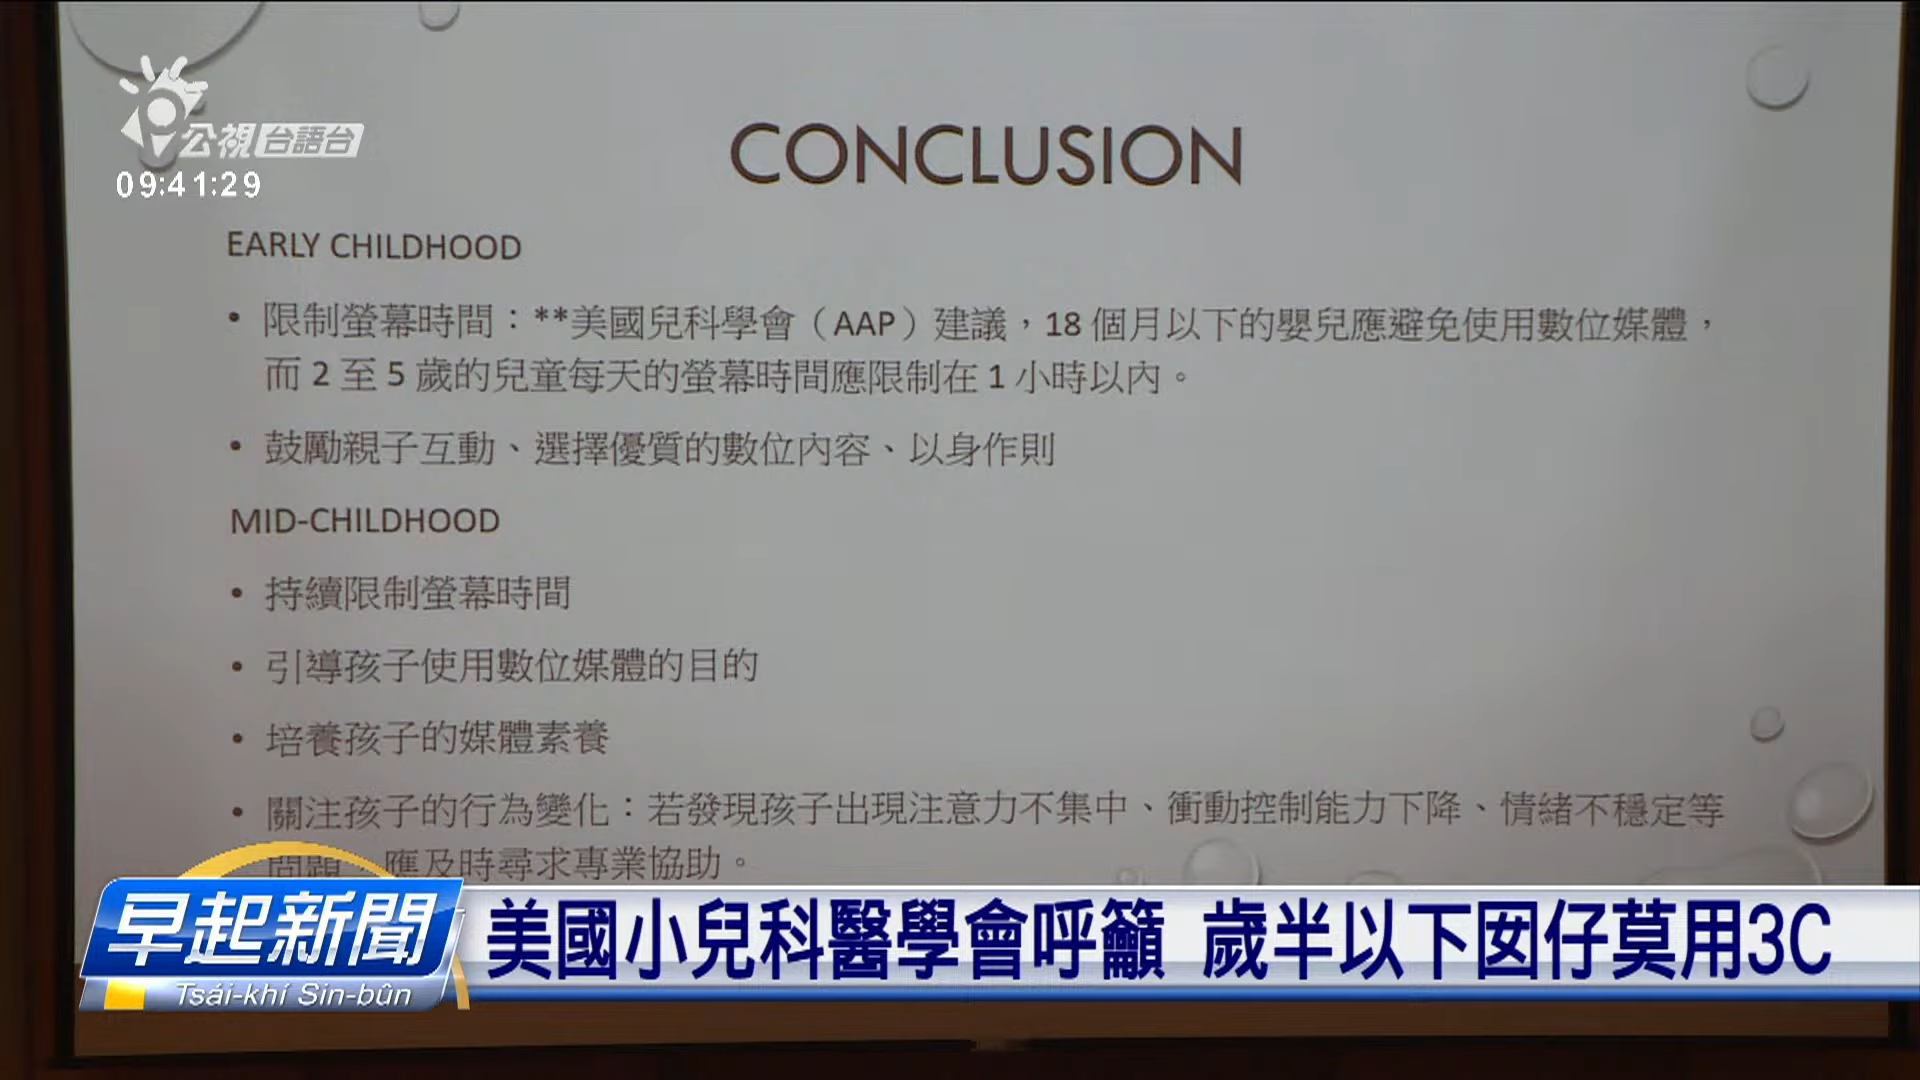 公視台語台
09:41:29
CONCLUSION
EARLY CHILDHOOD
• 限制螢幕時間：**美國兒科學會（AAP）建議，18 個月以下的嬰兒應避免使用數位媒體，
而 2 至 5 歲的兒童每天的螢幕時間應限制在 1 小時以內。
• 鼓勵親子互動、選擇優質的數位內容、以身作則
MID-CHILDHOOD
• 持續限制螢幕時間
• 引導孩子使用數位媒體的目的
• 培養孩子的媒體素養
• 關注孩子的行為變化：若發現孩子出現注意力不集中、衝動控制能力下降、情緒不穩定等
問題，應及時尋求專業協助。
早起新聞
Tsái-khí Sin-bûn
美國小兒科醫學會呼籲 歲半以下囡仔莫用3C